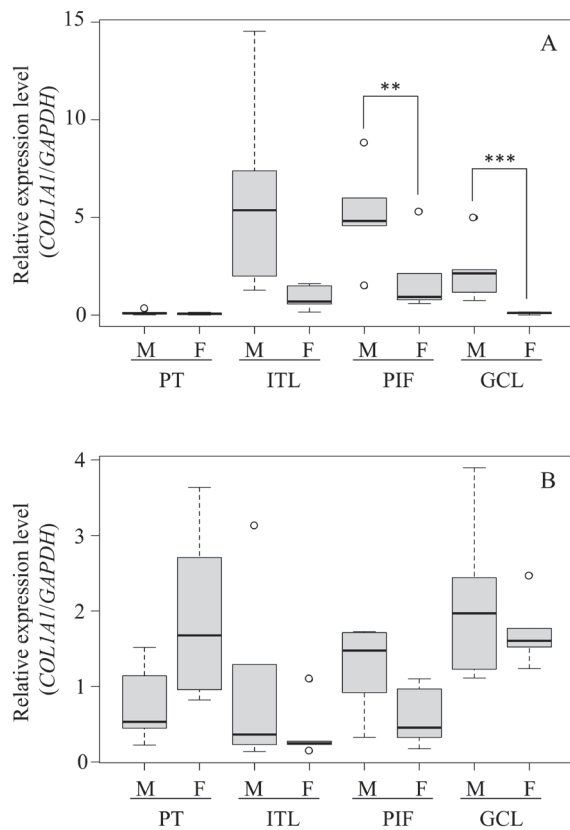 15
A
**
10
***
5
0
Relative expression level
(COL1A1/GAPDH)
M F M F M F M F
PT ITL PIF GCL
4
B
3
2
1
0
Relative expression level
(COL1A1/GAPDH)
M F M F M F M F
PT ITL PIF GCL